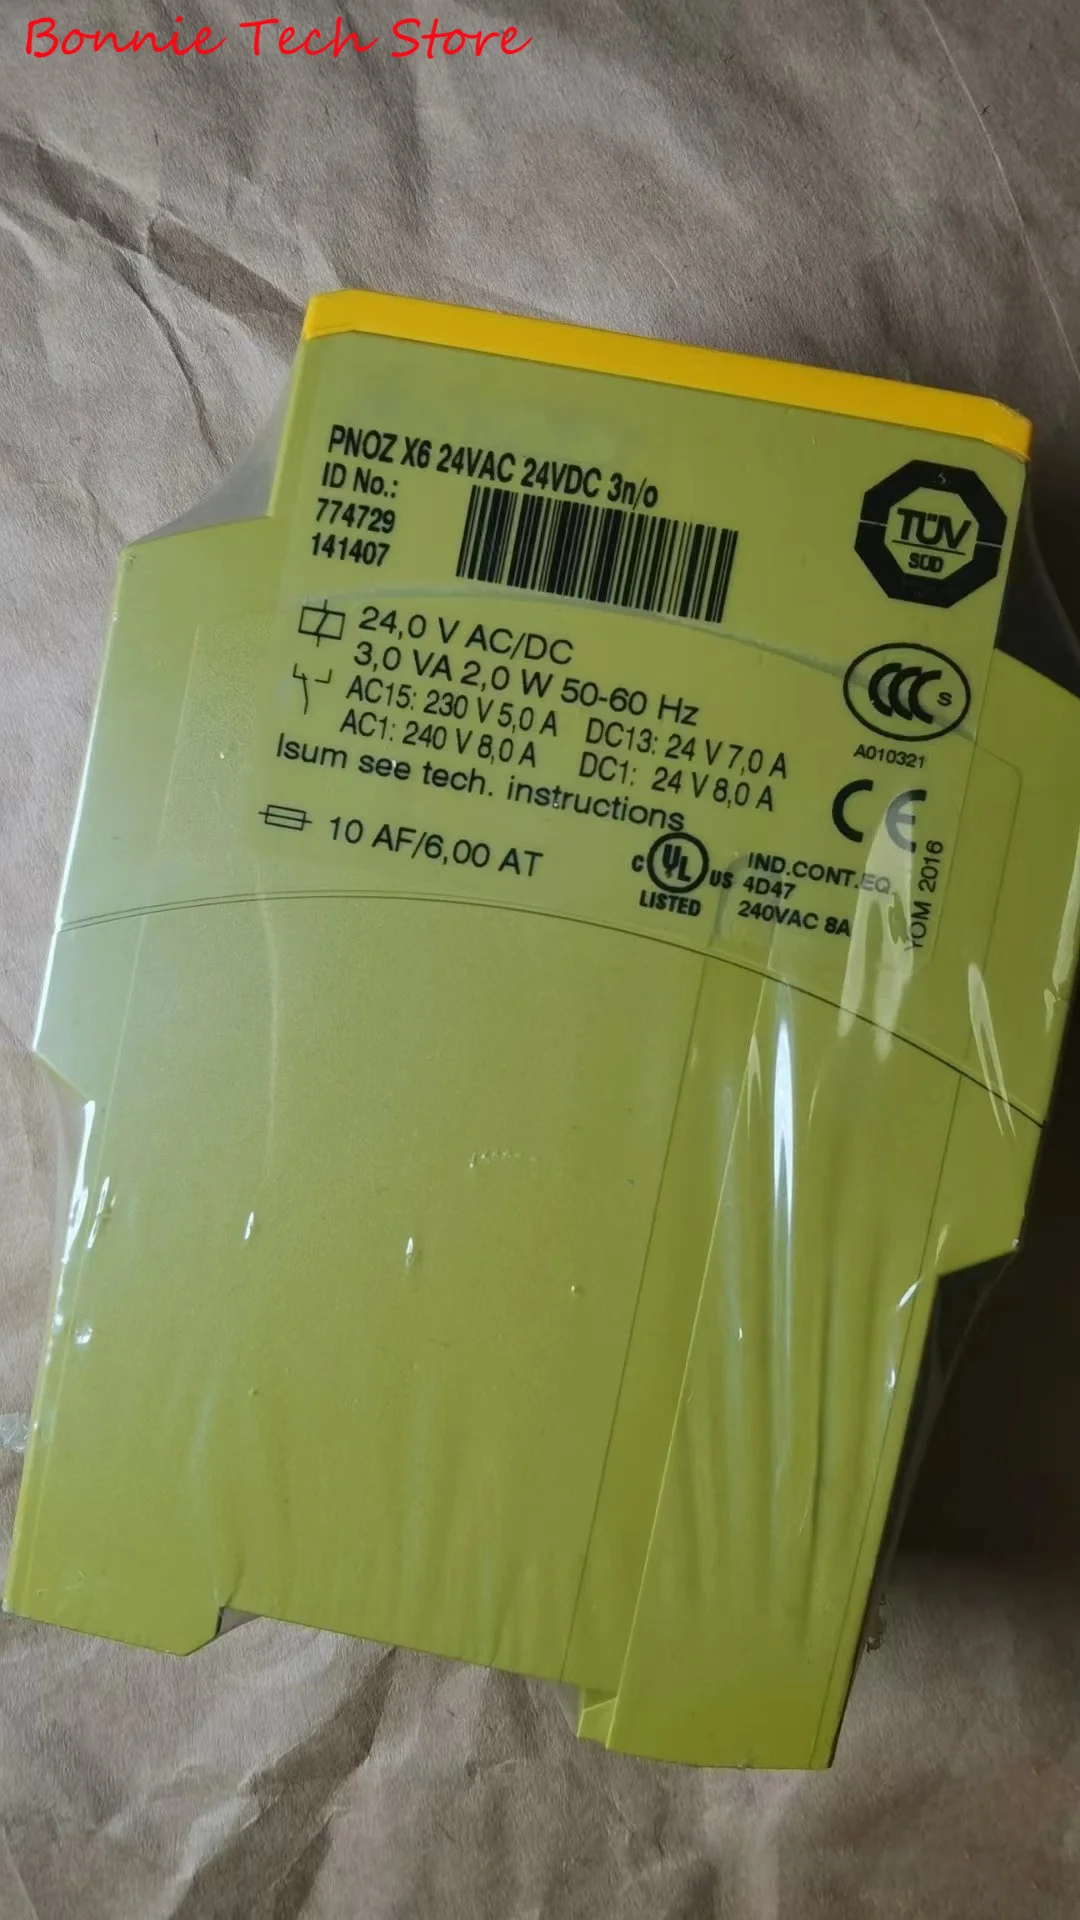 Bonnie Tech Store
PNOZ X6 24VAC 24VDC 3n/o
ID No.:
774729
141407
TÜV
SÜD
24,0 V AC/DC
3,0 VA 2,0 W 50-60 Hz
AC15: 230 V 5,0 A DC13: 24 V 7,0 A
AC1: 240 V 8,0 A DC1: 24 V 8,0 A
Isum see tech. instructions
CCC S
A010321
CE
10 AF/6,00 AT
C UL US
LISTED
IND.CONT.EQ.
4D47
240VAC 8A
YOM 2016